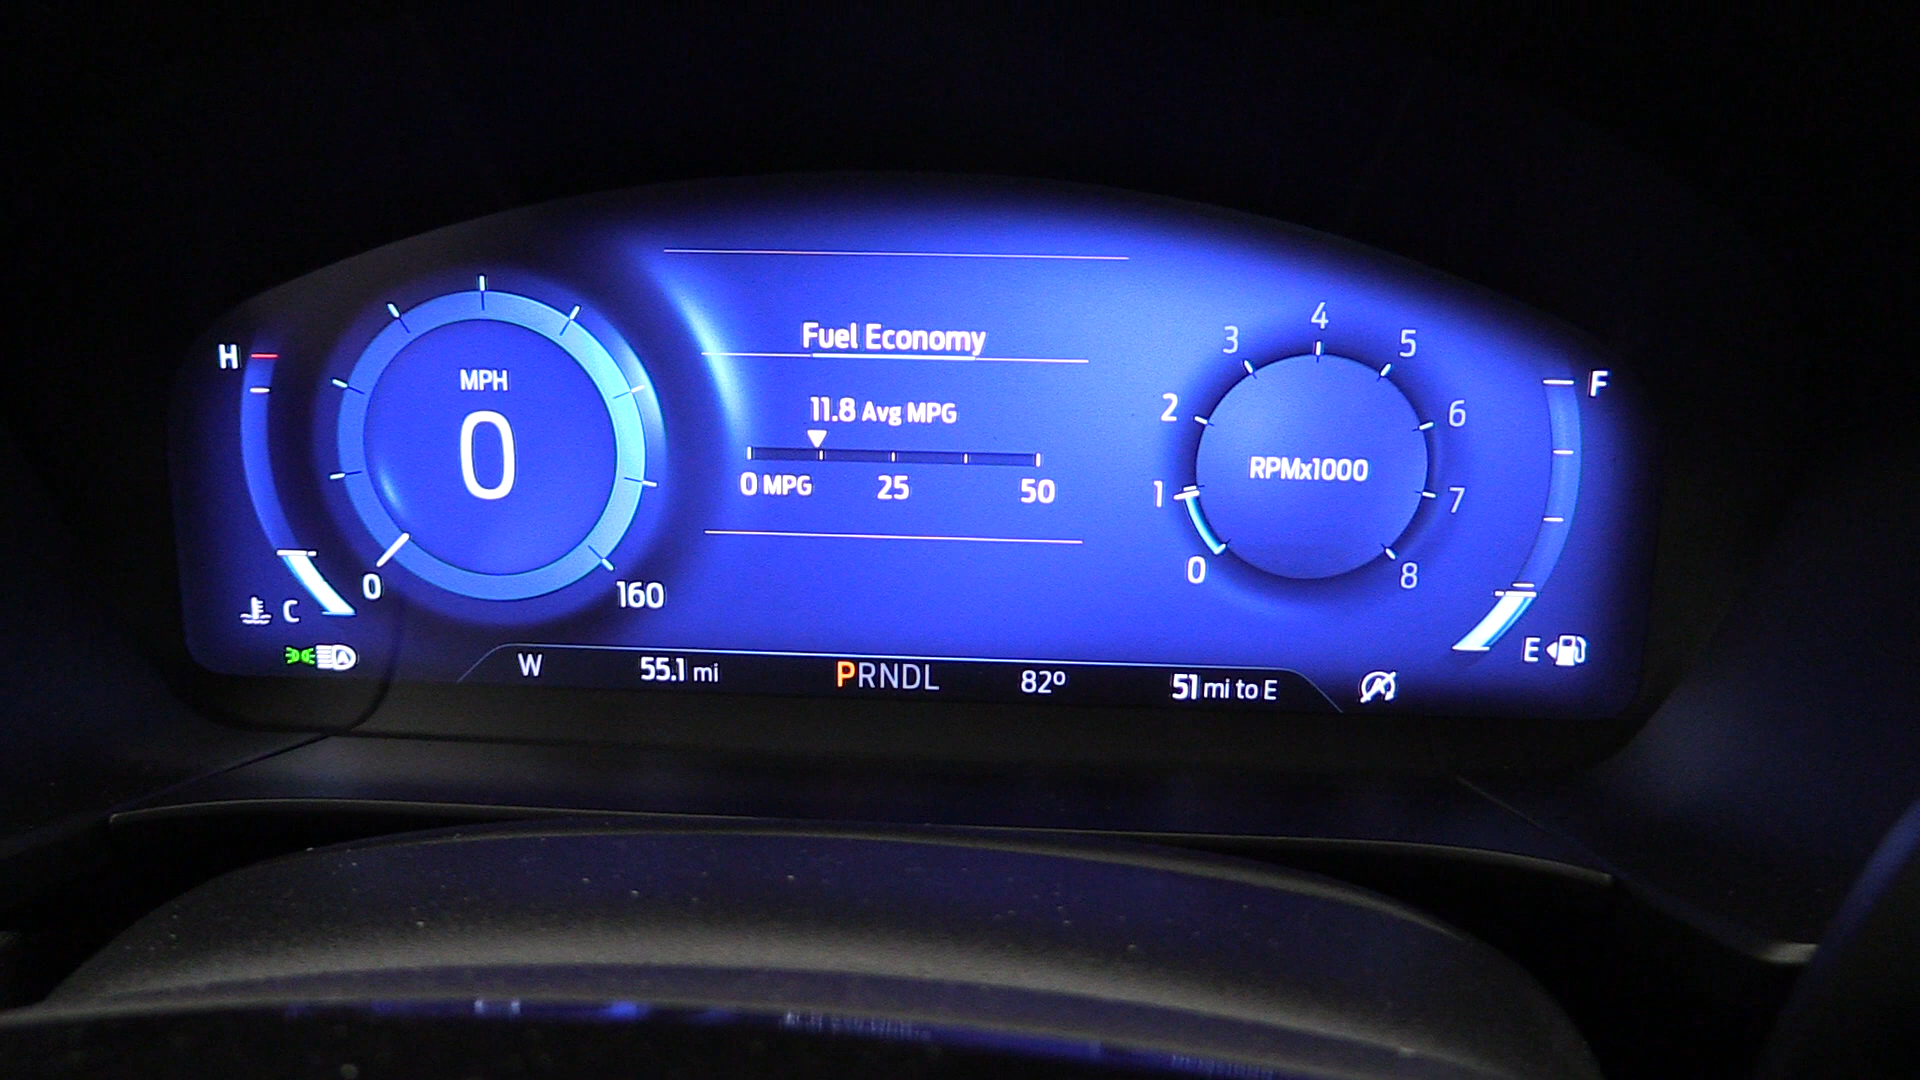 H
C
MPH
0
0
160
Fuel Economy
11.8 Avg MPG
0 MPG 25 50
0
1
2
3
4
5
6
7
8
RPMx1000
F
E
A
W 55.1 mi PRNDL 82º 51 mi to E